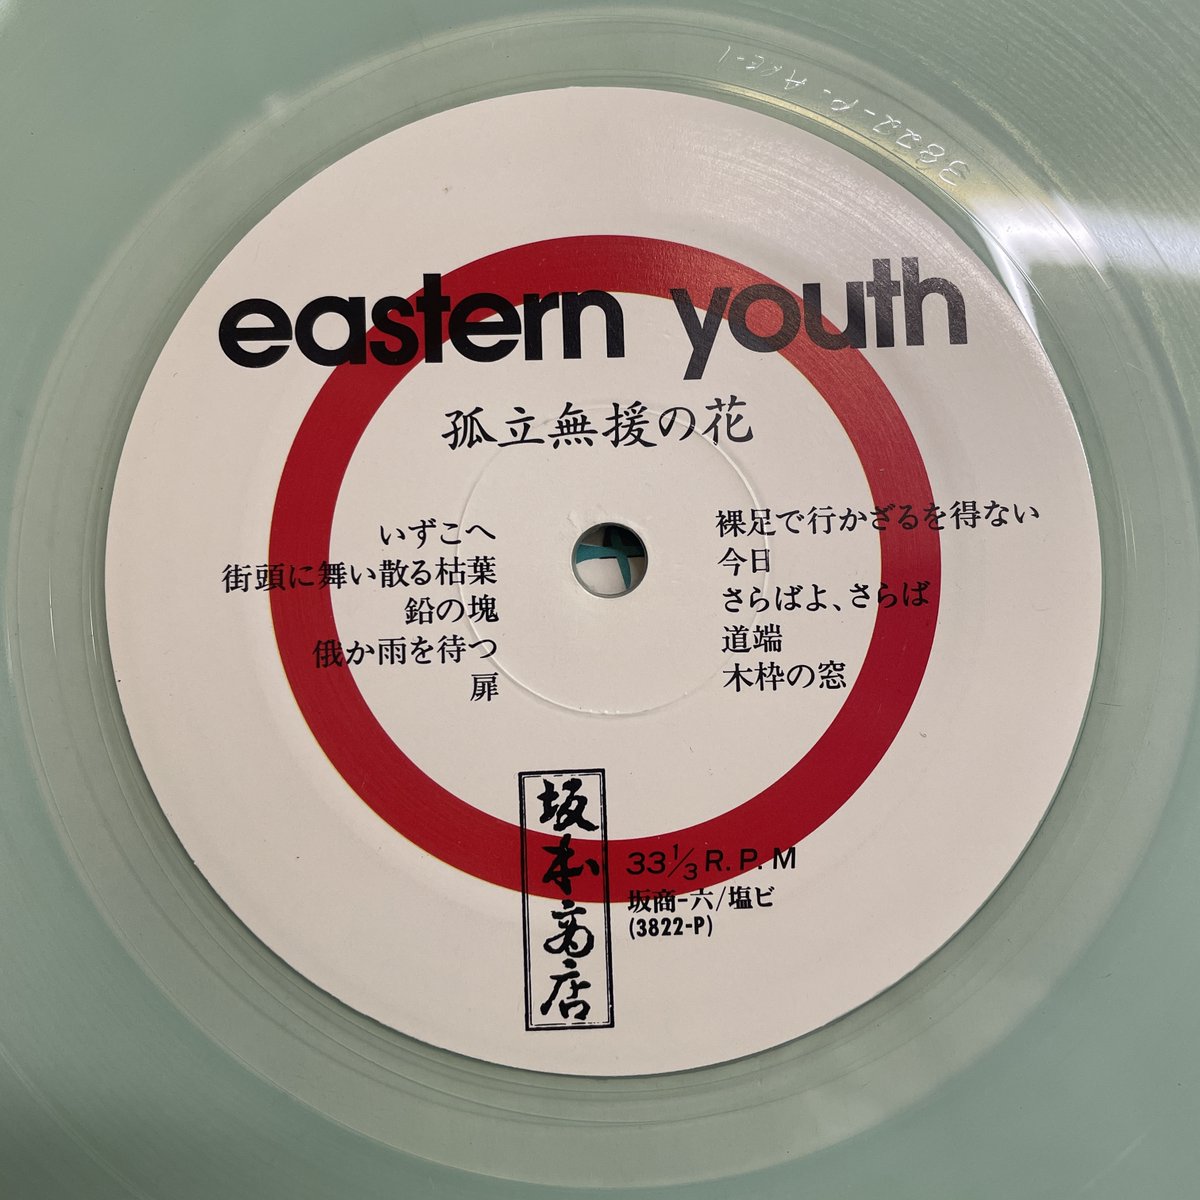 3822-P. A
eastern youth
孤立無援の花
いずこへ
街頭に舞い散る枯葉
鉛の塊
俄か雨を待つ
扉
裸足で行かざるを得ない
今日
さらばよ、さらば
道端
木枠の窓
坂本商店
33⅓ R.P.M
坂商-六/塩ビ
(3822-P)